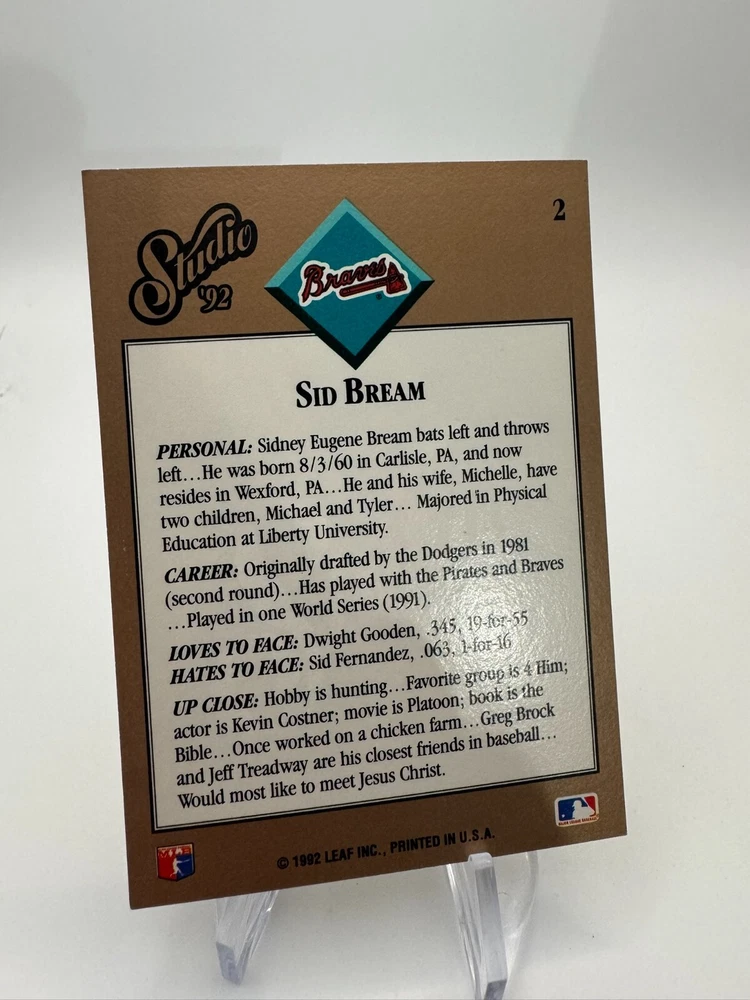 2
Studio
'92
Braves
SID BREAM
PERSONAL: Sidney Eugene Bream bats left and throws
left...He was born 8/3/60 in Carlisle, PA, and now
resides in Wexford, PA...He and his wife, Michelle, have
two children, Michael and Tyler... Majored in Physical
Education at Liberty University.
CAREER: Originally drafted by the Dodgers in 1981
(second round)...Has played with the Pirates and Braves
...Played in one World Series (1991).
LOVES TO FACE: Dwight Gooden, .345, 19-for-55
HATES TO FACE: Sid Fernandez, .063, 1-for-16
UP CLOSE: Hobby is hunting...Favorite group is 4 Him;
actor is Kevin Costner; movie is Platoon; book is the
Bible...Once worked on a chicken farm...Greg Brock
and Jeff Treadway are his closest friends in baseball...
Would most like to meet Jesus Christ.
© 1992 LEAF INC., PRINTED IN U.S.A.